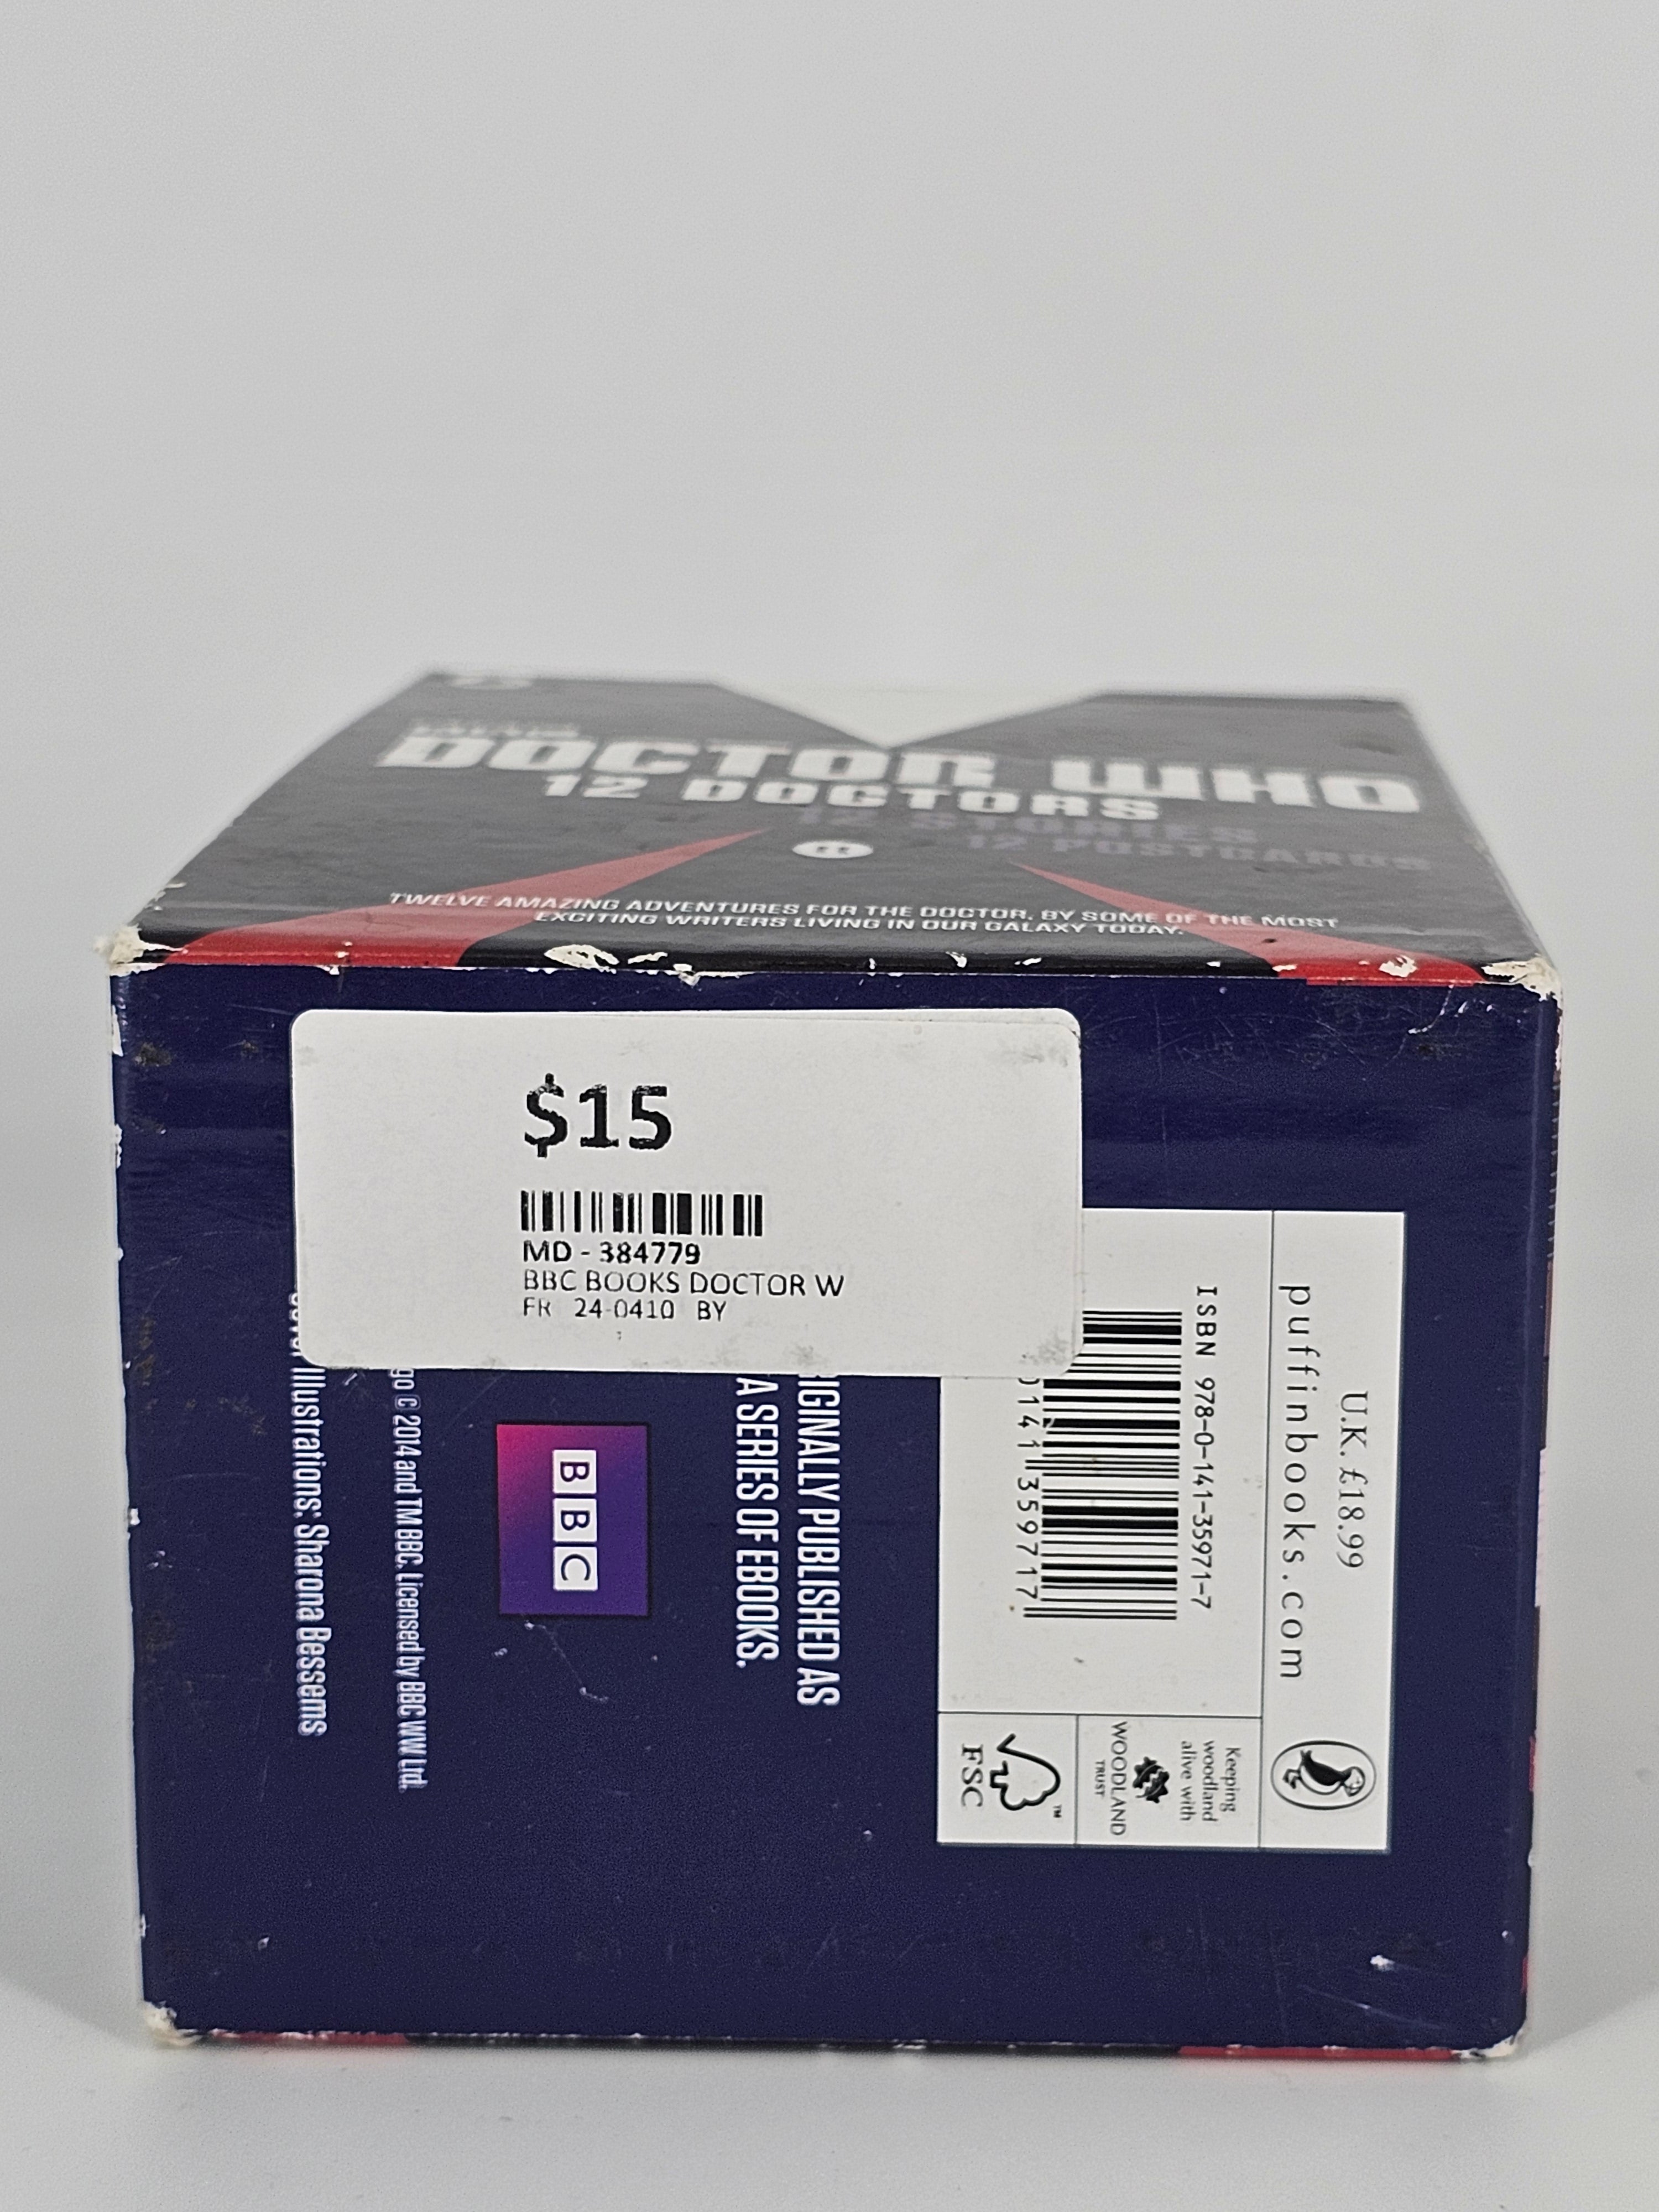 DOCTOR WHO
12 DOCTORS
12 STORIES
12 POSTCARDS
TWELVE AMAZING ADVENTURES FOR THE DOCTOR, BY SOME OF THE MOST
EXCITING WRITERS LIVING IN OUR GALAXY TODAY.
$15
MD - 384779
BBC BOOKS DOCTOR W
FR 24-0410 BY
U.K. £18.99
puffinbooks.com
ISBN 978-0-141-35971-7
0141 359717
Keeping
woodland
alive with
WOODLAND
TRUST
FSC™
IGINALLY PUBLISHED AS
A SERIES OF EBOOKS.
BBC
go © 2014 and TM BBC. Licensed by BBC WW Ltd.
Illustrations: Sharona Bessems